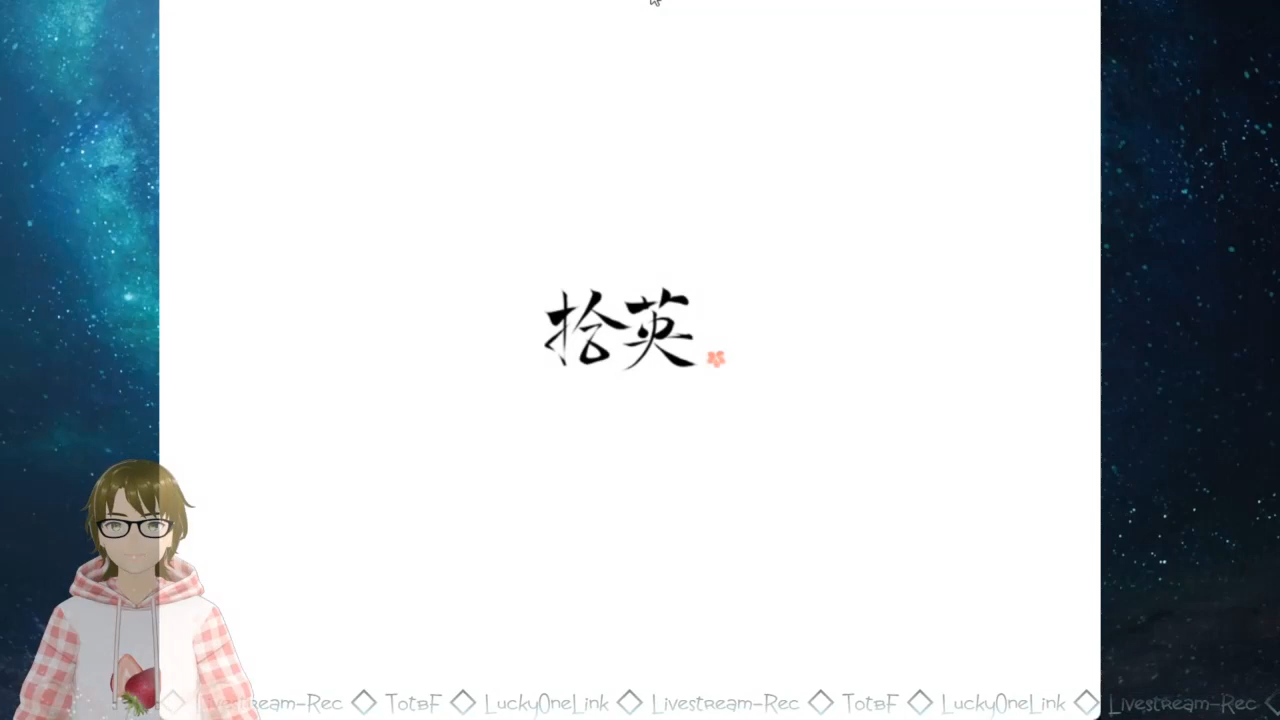 拾英
Livestream-Rec ◇ TotBF ◇ LuckyOneLink ◇ Livestream-Rec ◇ TotBF ◇ LuckyOneLink ◇ Livestream-Rec